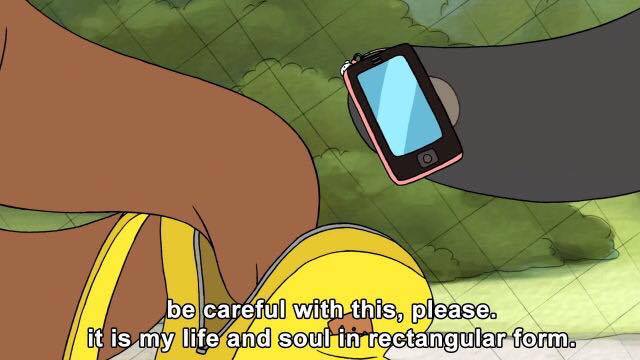 be careful with this, please.
it is my life and soul in rectangular form.